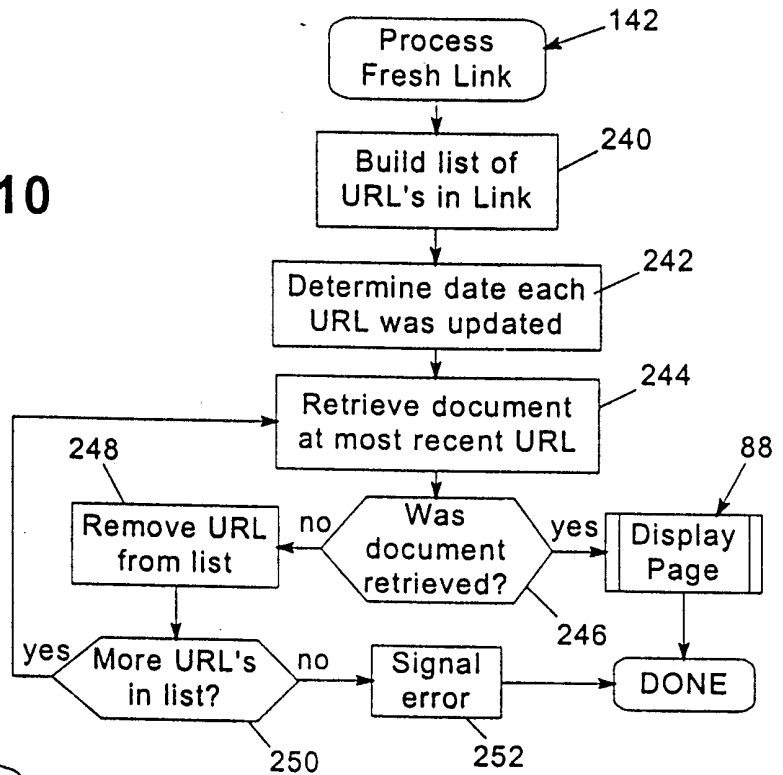 142
Process
Fresh Link
240
Build list of
URL's in Link
10
242
Determine date each
URL was updated
244
Retrieve document
at most recent URL
248
88
Remove URL
from list
no
Was
document
retrieved?
yes
Display
Page
246
yes
More URL's
in list?
no
Signal
error
DONE
250
252